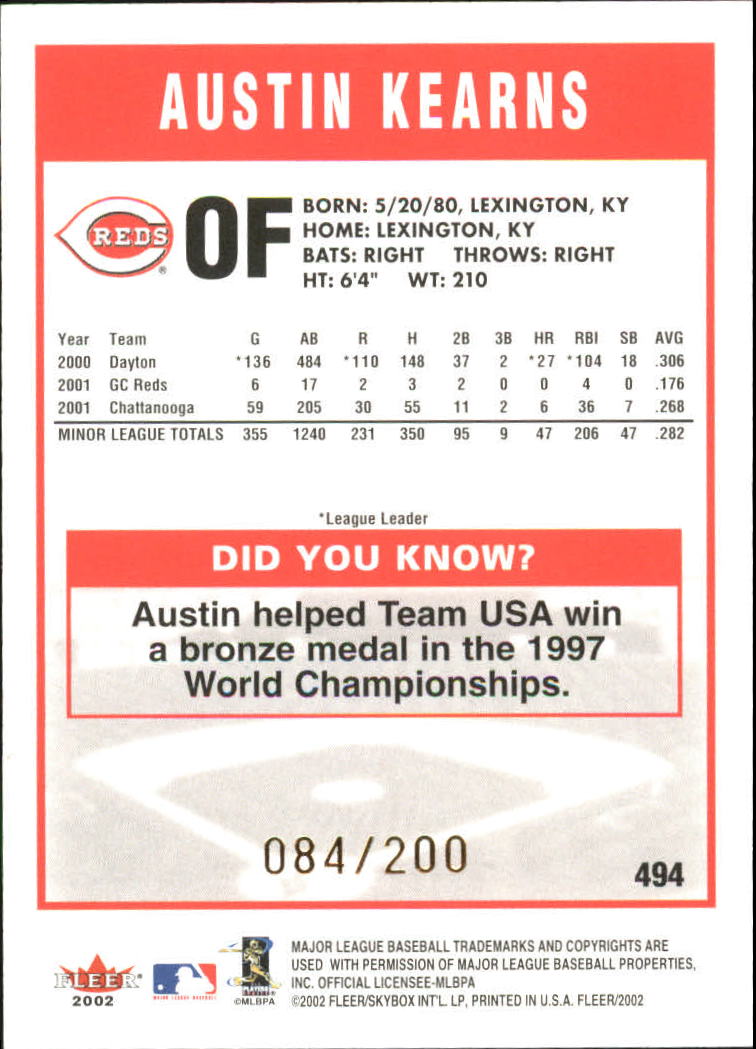 AUSTIN KEARNS
REDS
®
OF
BORN: 5/20/80, LEXINGTON, KY
HOME: LEXINGTON, KY
BATS: RIGHT THROWS: RIGHT
HT: 6'4" WT: 210
Year Team G AB R H 2B 3B HR RBI SB AVG
2000 Dayton *136 484 *110 148 37 2 *27 *104 18 .306
2001 GC Reds 6 17 2 3 2 0 0 4 0 .176
2001 Chattanooga 59 205 30 55 11 2 6 36 7 .268
MINOR LEAGUE TOTALS 355 1240 231 350 95 9 47 206 47 .282
*League Leader
DID YOU KNOW?
Austin helped Team USA win
a bronze medal in the 1997
World Championships.
084/200
494
FLEER®
2002
MAJOR LEAGUE BASEBALL
PLAYERS
©MLBPA
MAJOR LEAGUE BASEBALL TRADEMARKS AND COPYRIGHTS ARE
USED WITH PERMISSION OF MAJOR LEAGUE BASEBALL PROPERTIES,
INC. OFFICIAL LICENSEE-MLBPA
©2002 FLEER/SKYBOX INT'L. LP, PRINTED IN U.S.A. FLEER/2002